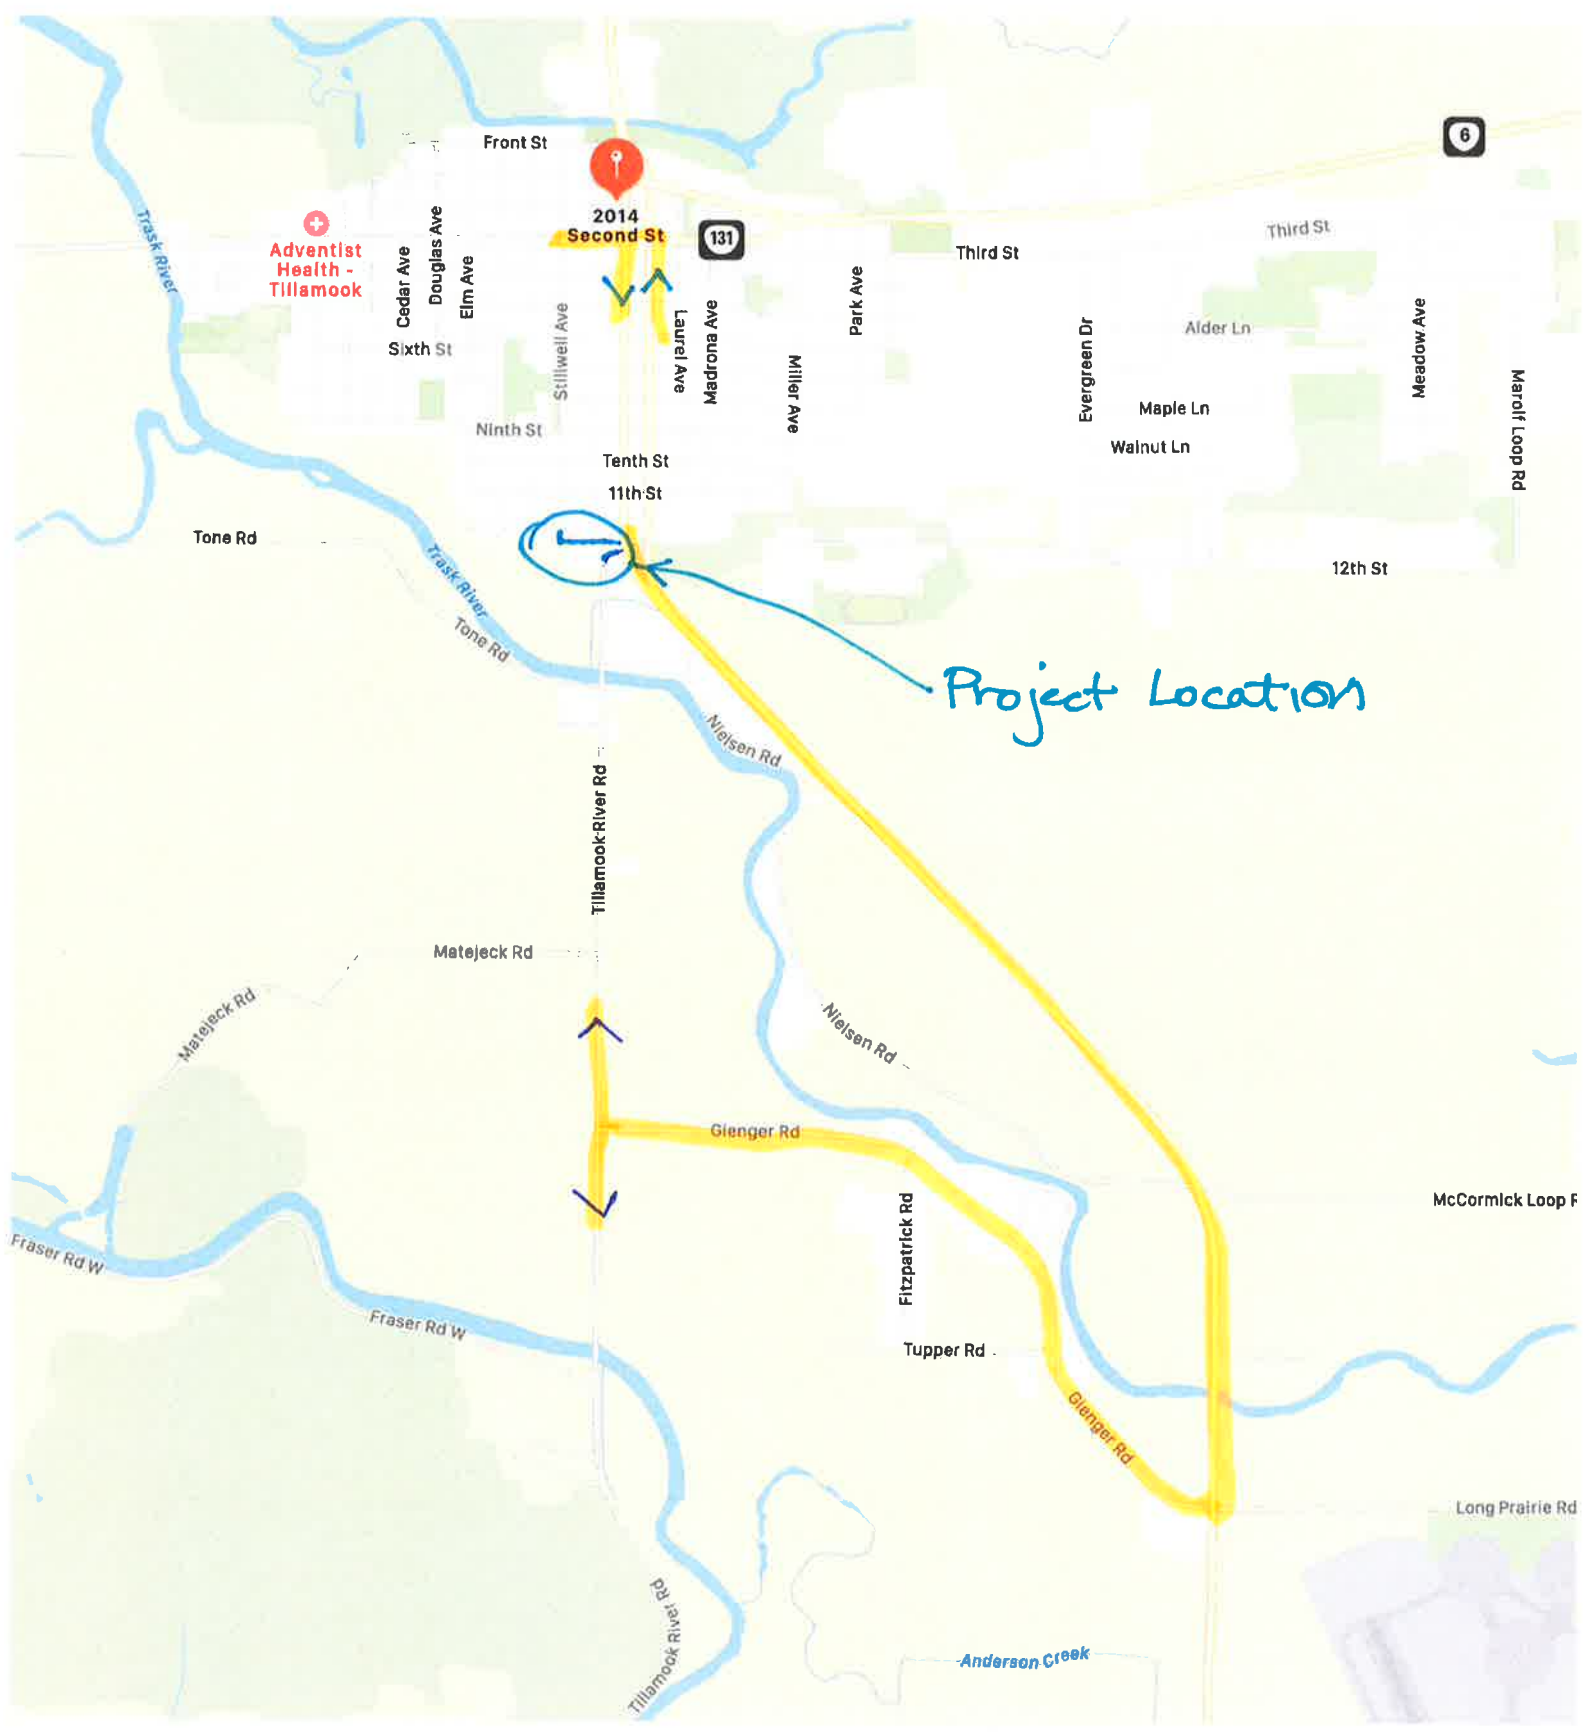 Front St
6
2014
Second St
131
Third St
Third St
Trask River
Adventist
Health -
Tillamook
Cedar Ave
Douglas Ave
Elm Ave
Stillwell Ave
Laurel Ave
Madrona Ave
Miller Ave
Park Ave
Evergreen Dr
Alder Ln
Meadow Ave
Marolf Loop Rd
Sixth St
Maple Ln
Ninth St
Walnut Ln
Tenth St
11th St
Tone Rd
Trask River
12th St
Tone Rd
Project Location
Nielsen Rd
Tillamook River Rd
Matejeck Rd
Matejeck Rd
Nielsen Rd
Gienger Rd
Fitzpatrick Rd
McCormick Loop R
Fraser Rd W
Fraser Rd W
Tupper Rd
Gienger Rd
Long Prairie Rd
Tillamook River Rd
Anderson Creek